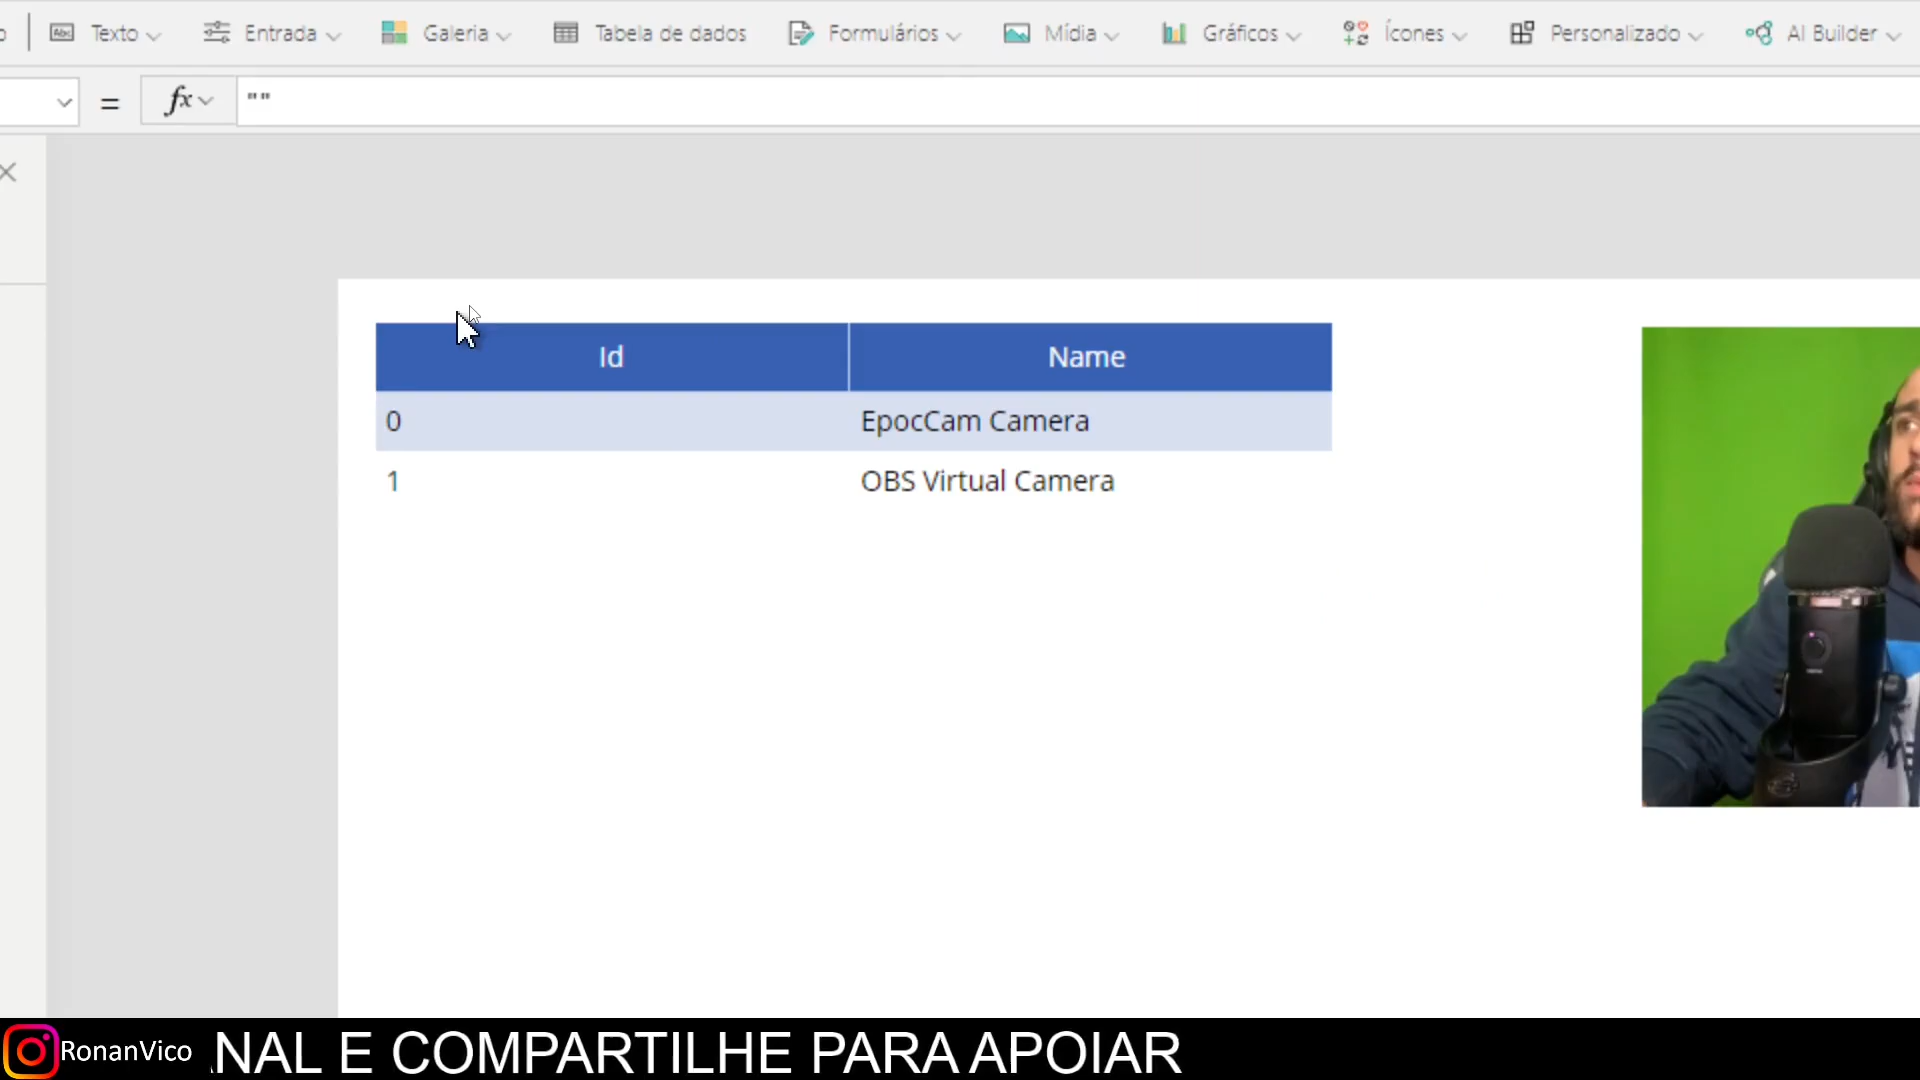 Texto Entrada Galeria Tabela de dados Formulários Mídia Gráficos Ícones Personalizado AI Builder
= fx ""
Id Name
0 EpocCam Camera
1 OBS Virtual Camera
RonanVico NAL E COMPARTILHE PARA APOIAR